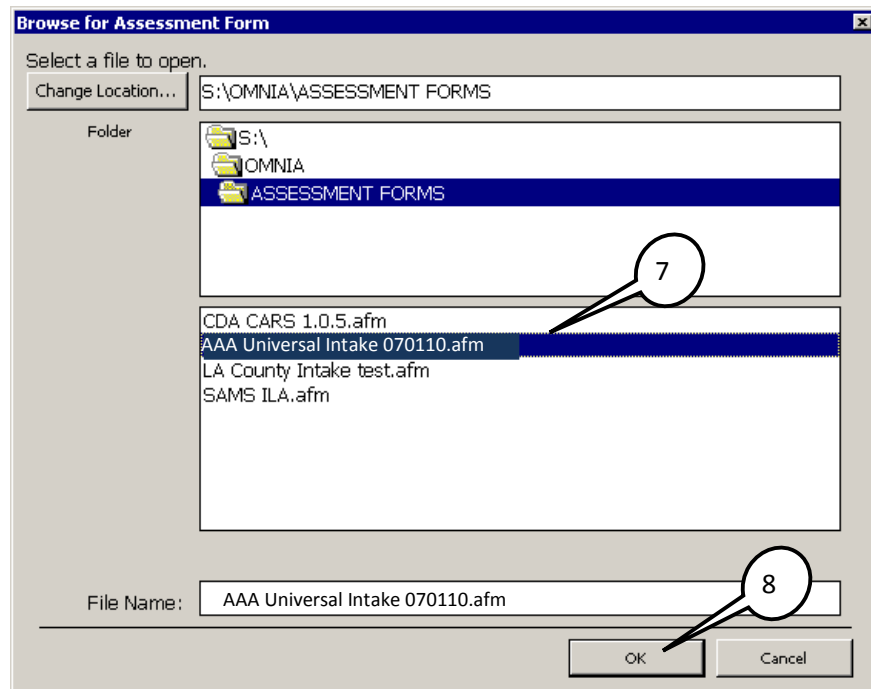 Browse for Assessment Form
Select a file to open.
Change Location... S:\OMNIA\ASSESSMENT FORMS
Folder
S:\
OMNIA
ASSESSMENT FORMS
7
CDA CARS 1.0.5.afm
AAA Universal Intake 070110.afm
LA County Intake test.afm
SAMS ILA.afm
8
File Name: AAA Universal Intake 070110.afm
OK Cancel